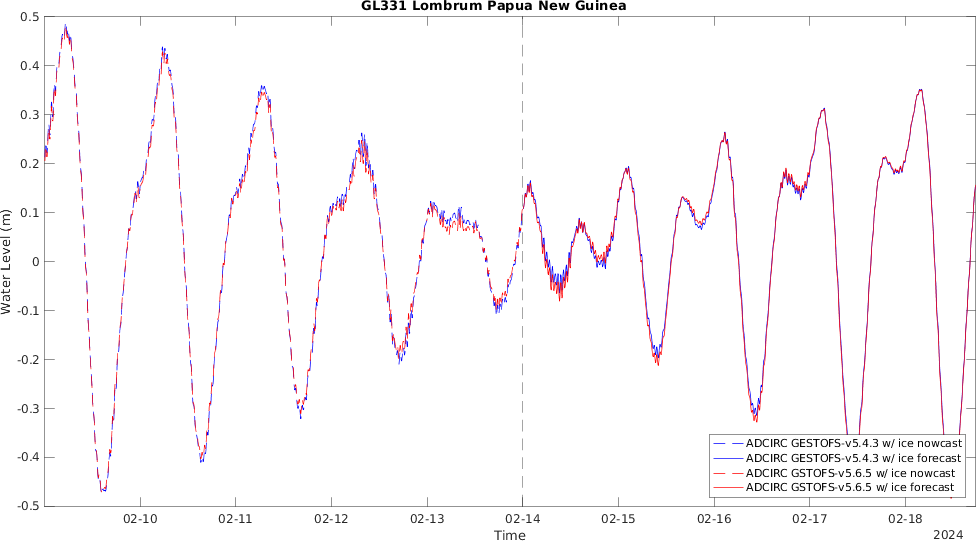 GL331 Lombrum Papua New Guinea
Water Level (m)
0.5
0.4
0.3
0.2
0.1
0
-0.1
-0.2
-0.3
-0.4
-0.5
ADCIRC GESTOFS-v5.4.3 w/ ice nowcast
ADCIRC GESTOFS-v5.4.3 w/ ice forecast
ADCIRC GSTOFS-v5.6.5 w/ ice nowcast
ADCIRC GSTOFS-v5.6.5 w/ ice forecast
02-10 02-11 02-12 02-13 02-14 02-15 02-16 02-17 02-18
Time
2024